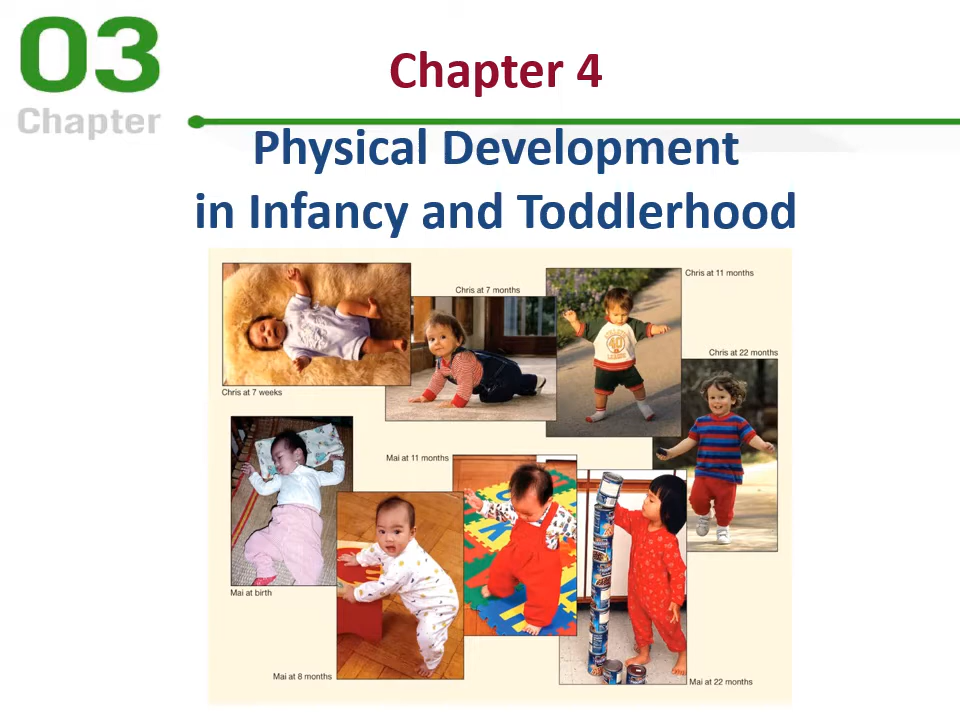 03
Chapter
Chapter 4
Physical Development
in Infancy and Toddlerhood
Chris at 7 weeks
Chris at 7 months
Chris at 11 months
Chris at 22 months
Mai at birth
Mai at 8 months
Mai at 11 months
Mai at 22 months